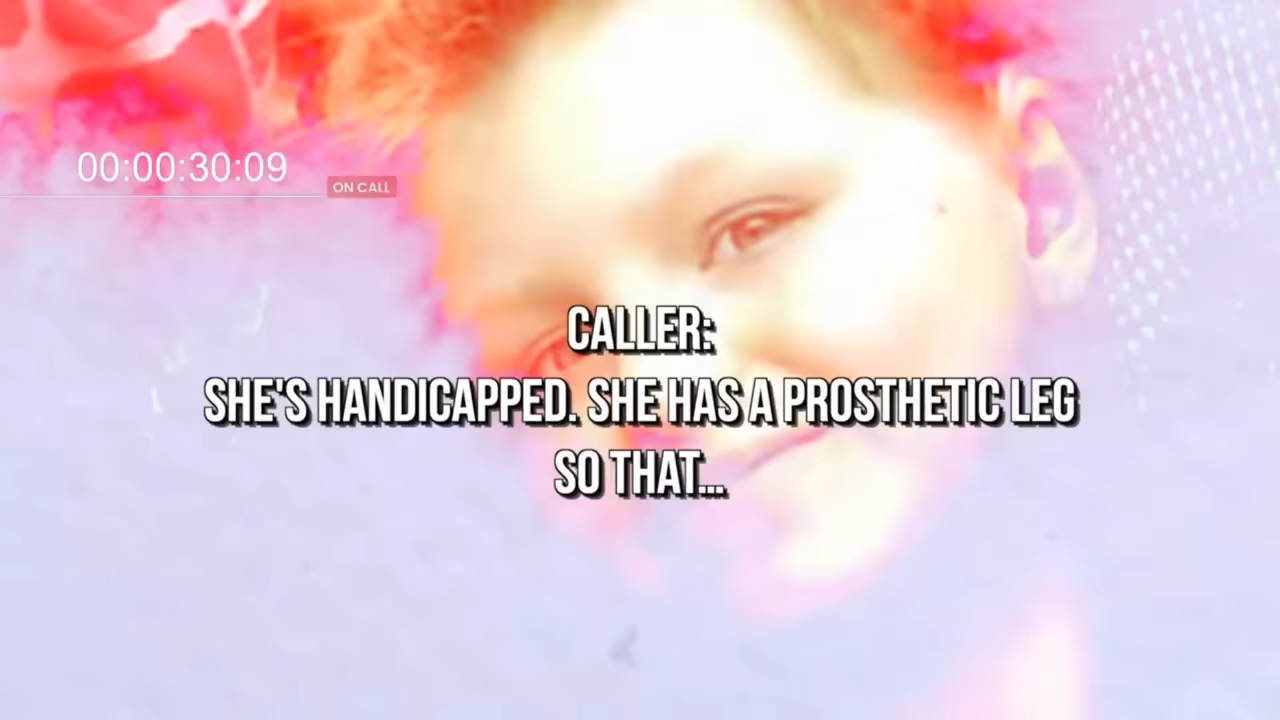 00:00:30:09
ON CALL
CALLER:
SHE'S HANDICAPPED. SHE HAS A PROSTHETIC LEG
SO THAT...